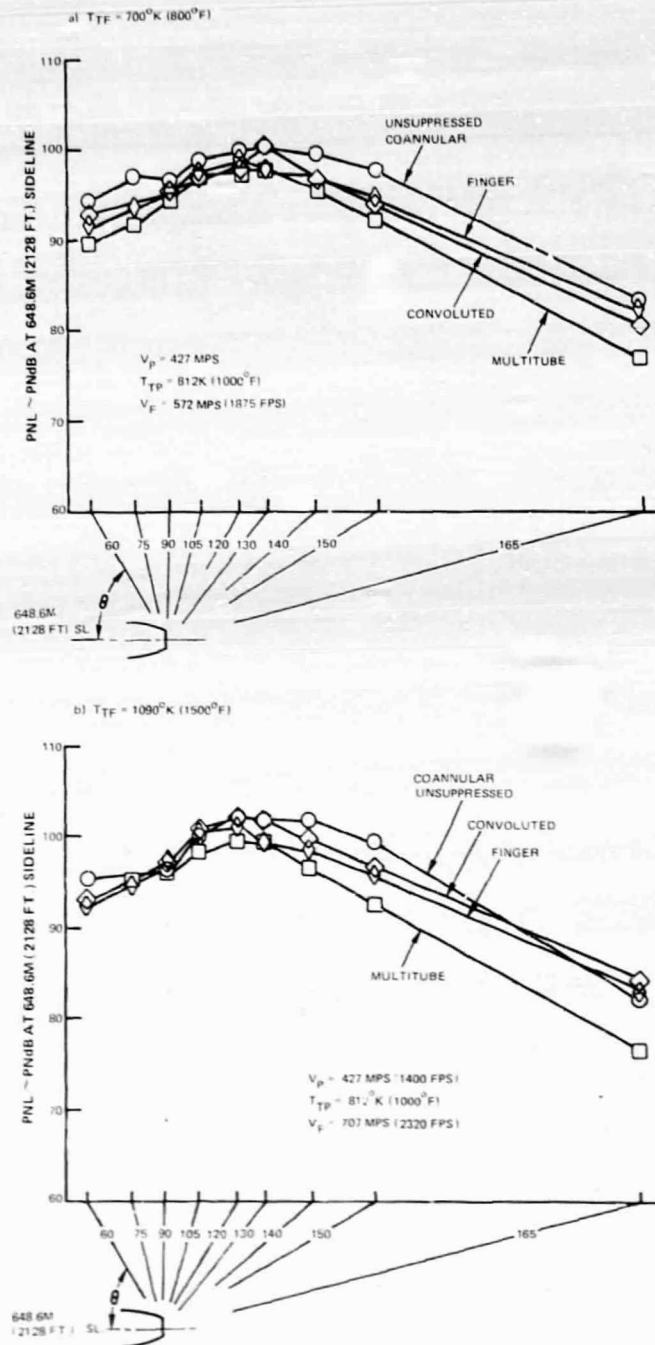 a) T_TF = 700°K (800°F)
110
100
90
80
70
60
PNL ~ PNdB AT 648.6M (2128 FT.) SIDELINE
UNSUPPRESSED
COANNULAR
FINGER
CONVOLUTED
MULTITUBE
V_P = 427 MPS
T_TP = 812K (1000°F)
V_F = 572 MPS (1875 FPS)
60 75 90 105 120 130 140 150 165
θ
648.6M
(2128 FT) SL
b) T_TF = 1090°K (1500°F)
110
100
90
80
70
60
PNL ~ PNdB AT 648.6M (2128 FT.) SIDELINE
COANNULAR
UNSUPPRESSED
CONVOLUTED
FINGER
MULTITUBE
V_P = 427 MPS (1400 FPS)
T_TP = 812°K (1000°F)
V_F = 707 MPS (2320 FPS)
60 75 90 105 120 130 140 150 165
θ
648.6M
(2128 FT.) SL